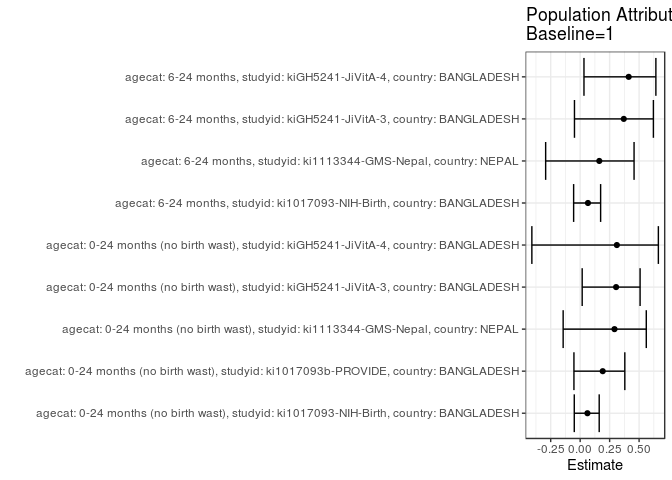 Population Attribut
Baseline=1
agecat: 6-24 months, studyid: kiGH5241-JiVitA-4, country: BANGLADESH
agecat: 6-24 months, studyid: kiGH5241-JiVitA-3, country: BANGLADESH
agecat: 6-24 months, studyid: ki1113344-GMS-Nepal, country: NEPAL
agecat: 6-24 months, studyid: ki1017093-NIH-Birth, country: BANGLADESH
agecat: 0-24 months (no birth wast), studyid: kiGH5241-JiVitA-4, country: BANGLADESH
agecat: 0-24 months (no birth wast), studyid: kiGH5241-JiVitA-3, country: BANGLADESH
agecat: 0-24 months (no birth wast), studyid: ki1113344-GMS-Nepal, country: NEPAL
agecat: 0-24 months (no birth wast), studyid: ki1017093b-PROVIDE, country: BANGLADESH
agecat: 0-24 months (no birth wast), studyid: ki1017093-NIH-Birth, country: BANGLADESH
-0.25 0.00 0.25 0.50
Estimate